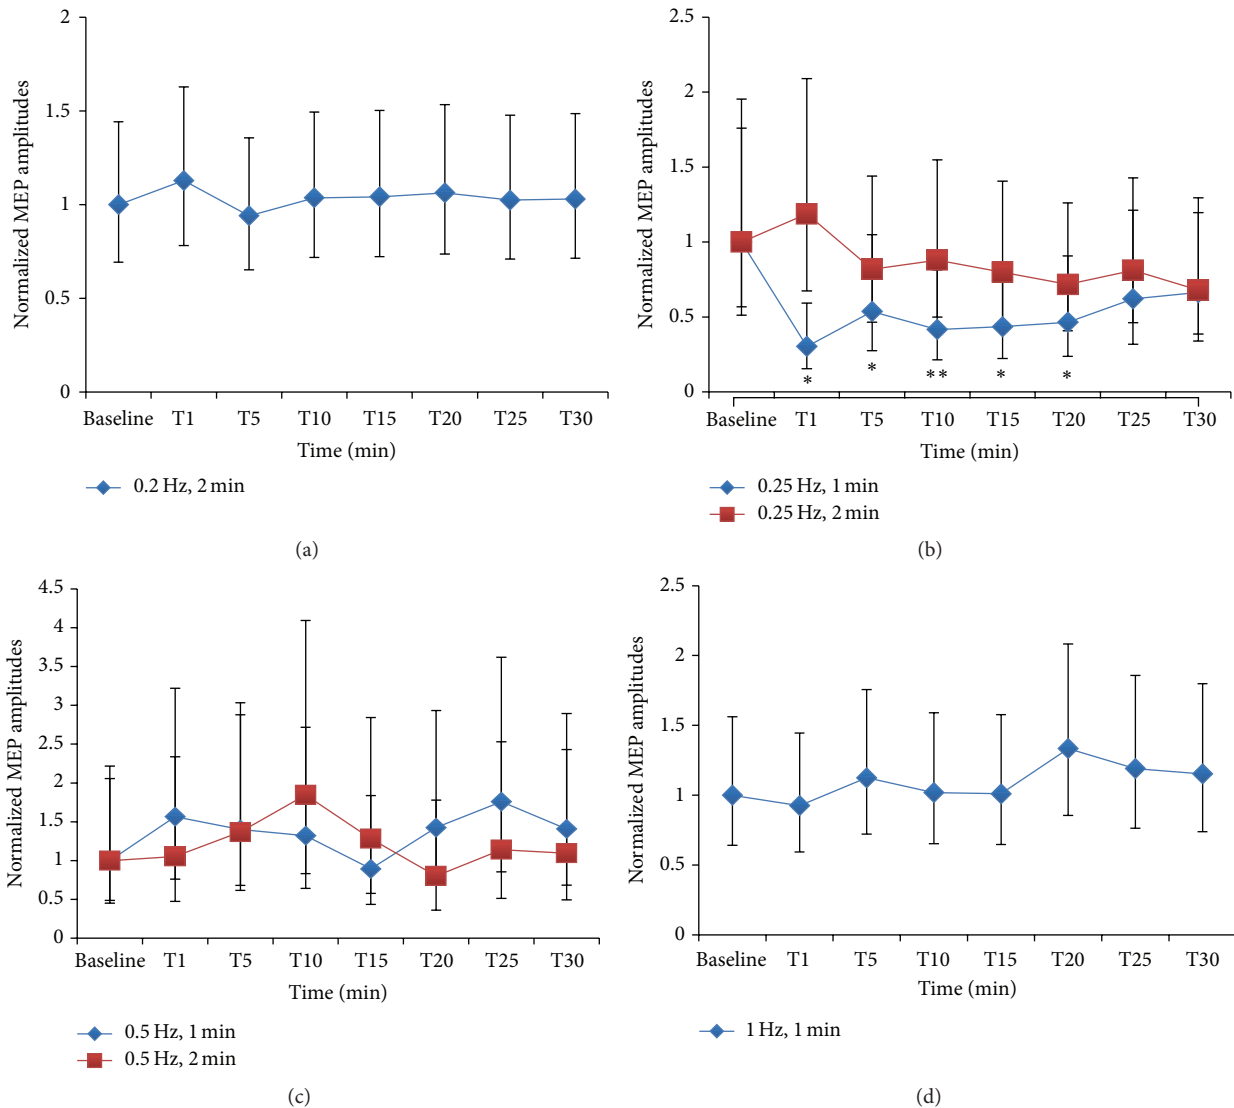 2
1.5
1
0.5
0
Normalized MEP amplitudes
Baseline T1 T5 T10 T15 T20 T25 T30
Time (min)
0.2 Hz, 2 min
(a)
2.5
2
1.5
1
0.5
0
Normalized MEP amplitudes
* * ** * *
Baseline T1 T5 T10 T15 T20 T25 T30
Time (min)
0.25 Hz, 1 min
0.25 Hz, 2 min
(b)
4.5
4
3.5
3
2.5
2
1.5
1
0.5
0
Normalized MEP amplitudes
Baseline T1 T5 T10 T15 T20 T25 T30
Time (min)
0.5 Hz, 1 min
0.5 Hz, 2 min
(c)
2.5
2
1.5
1
0.5
0
Normalized MEP amplitudes
Baseline T1 T5 T10 T15 T20 T25 T30
Time (min)
1 Hz, 1 min
(d)